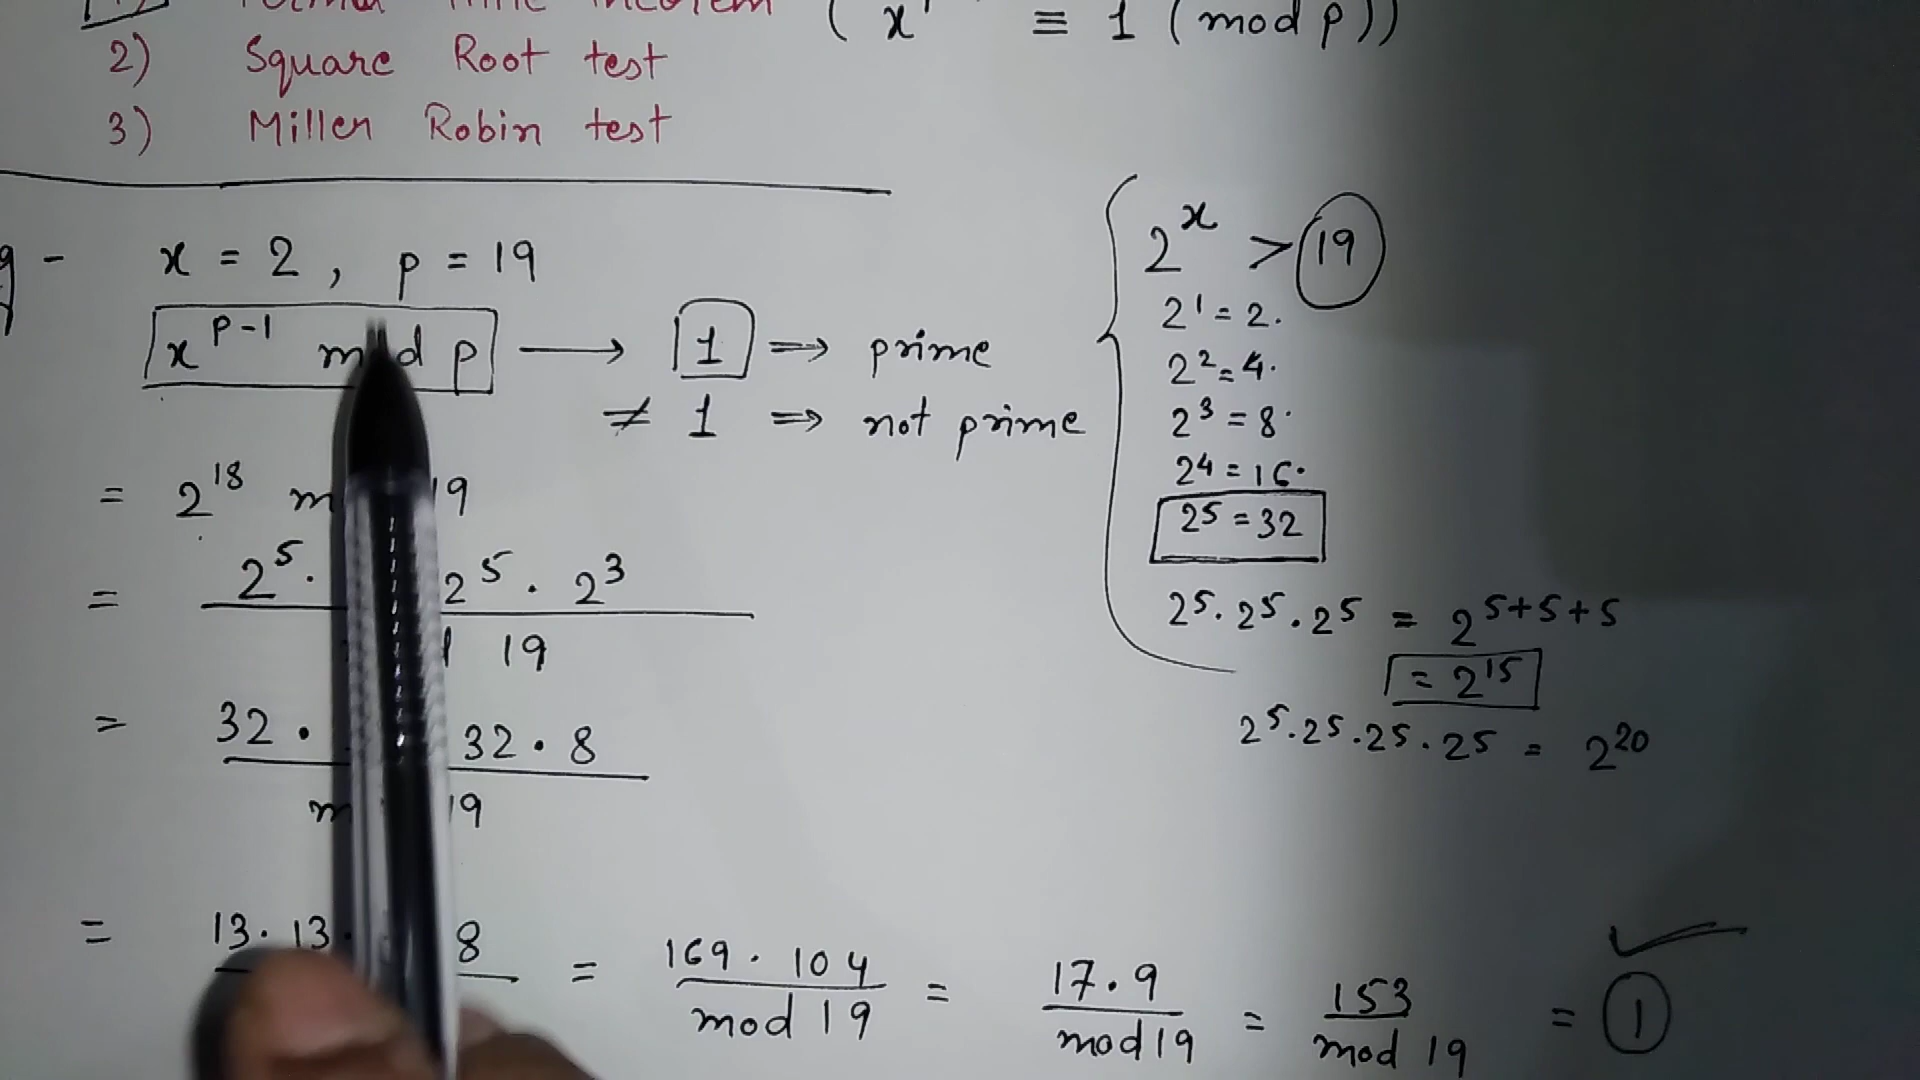 ( x ≡ 1 ( mod p ) )
2) Square Root test
3) Miller Robin test
- x = 2 , p = 19
x^{p-1} mod p → 1 ⇒ prime
≠ 1 ⇒ not prime
= 2^{18} 19
= 2^5 . 2^5 . 2^3
19
= 32 . 32 . 8
19
= 13 . 13 8 = 169 . 104 / mod 19 = 17 . 9 / mod 19 = 153 / mod 19 = 1
2^x > 19
2^1 = 2 .
2^2 = 4 .
2^3 = 8 .
2^4 = 16 .
2^5 = 32
2^5 . 2^5 . 2^5 = 2^{5+5+5}
= 2^{15}
2^5 . 2^5 . 2^5 . 2^5 = 2^{20}